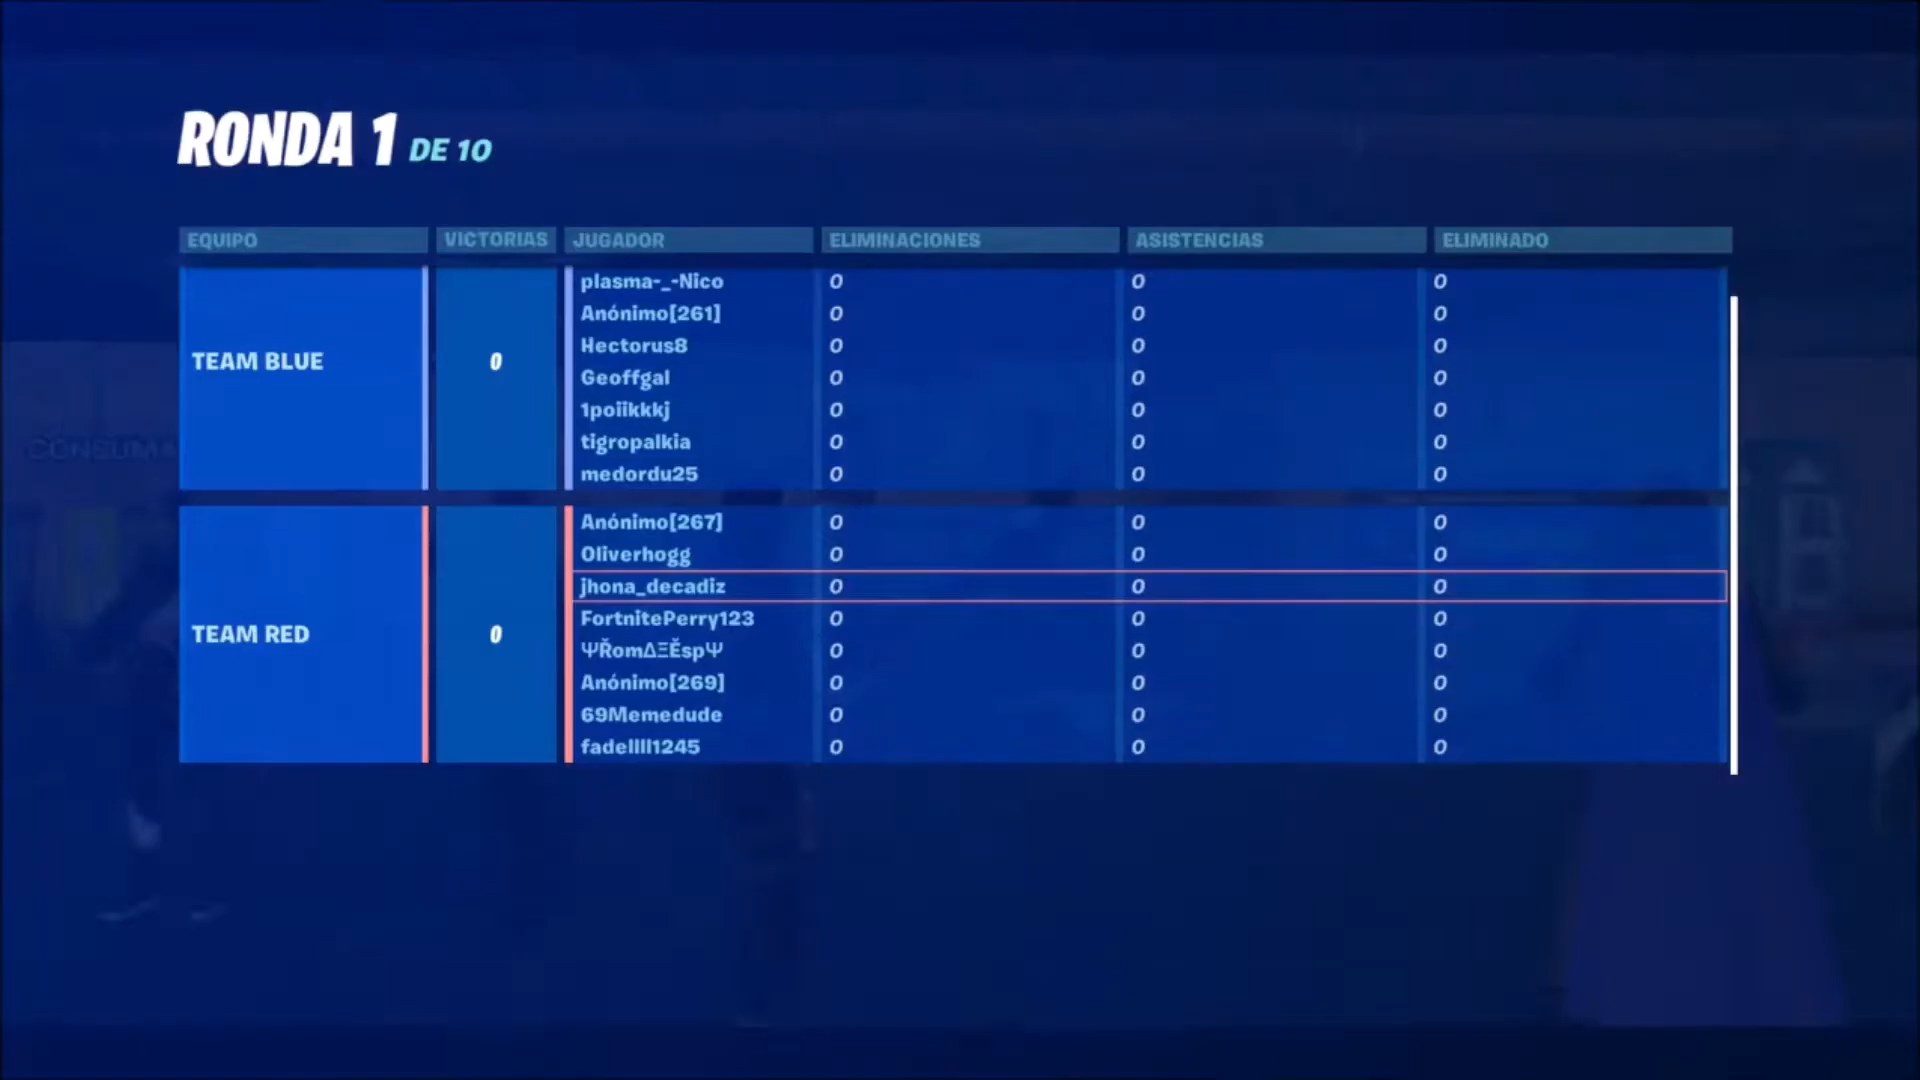 RONDA 1 DE 10
EQUIPO VICTORIAS JUGADOR ELIMINACIONES ASISTENCIAS ELIMINADO
plasma-_-Nico 0 0 0
Anónimo[261] 0 0 0
Hectorus8 0 0 0
TEAM BLUE 0
Geoffgal 0 0 0
1poiikkkj 0 0 0
tigropalkia 0 0 0
medordu25 0 0 0
Anónimo[267] 0 0 0
Oliverhogg 0 0 0
jhona_decadiz 0 0 0
FortnitePerry123 0 0 0
TEAM RED 0
ΨŘomΔΞĚspΨ 0 0 0
Anónimo[269] 0 0 0
69Memedude 0 0 0
fadellll1245 0 0 0